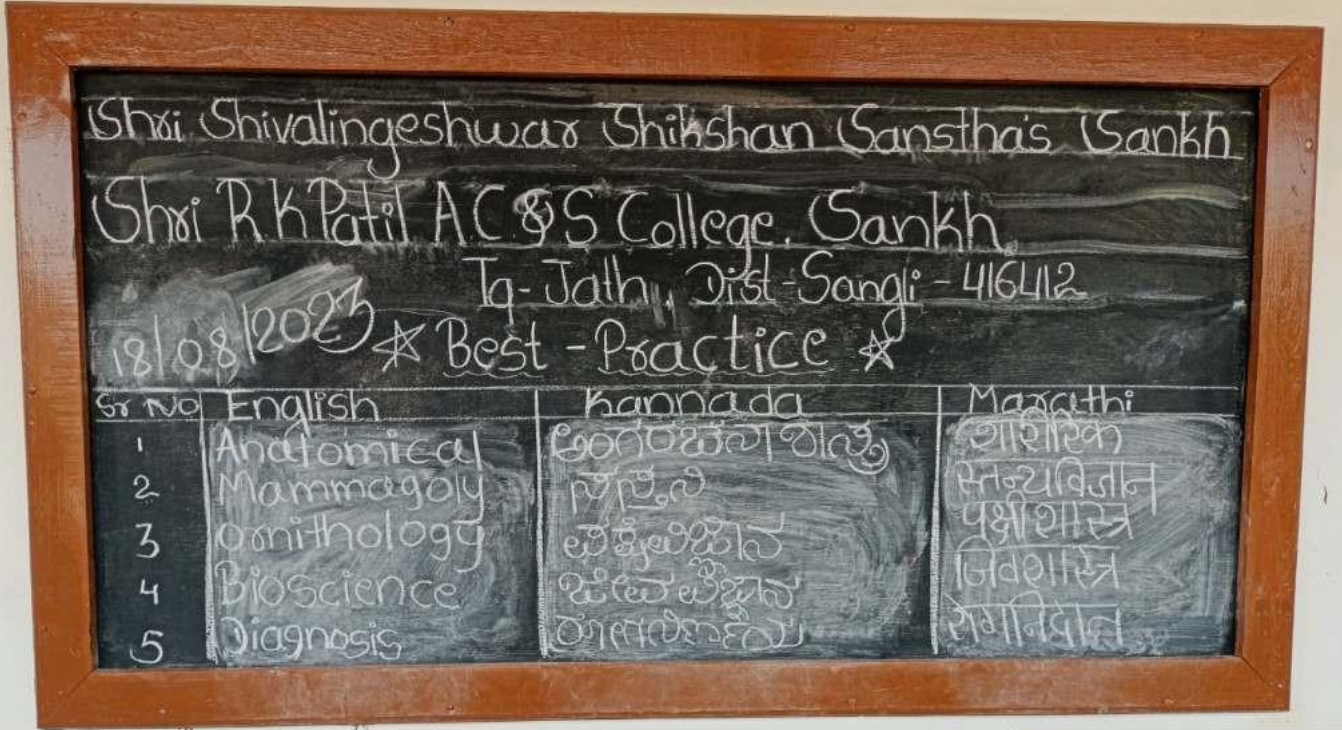 Shri Shivalingeshwar Shikshan Sanstha's Sankh
Shri R K Patil A C & S College. Sankh
Tq- Jath, Dist - Sangli - 416412
18/08/2023 ☆ Best - Practice ☆
Sr No English Kannada Marathi
1 Anatomical ಅಂಗರಚನಾ शारीरिक
2 Mammagoly स्तन्यविज्ञान
3 Ornithology पक्षीशास्त्र
4 Bioscience जिवशास्त्र
5 Diagnosis रोगनिदान